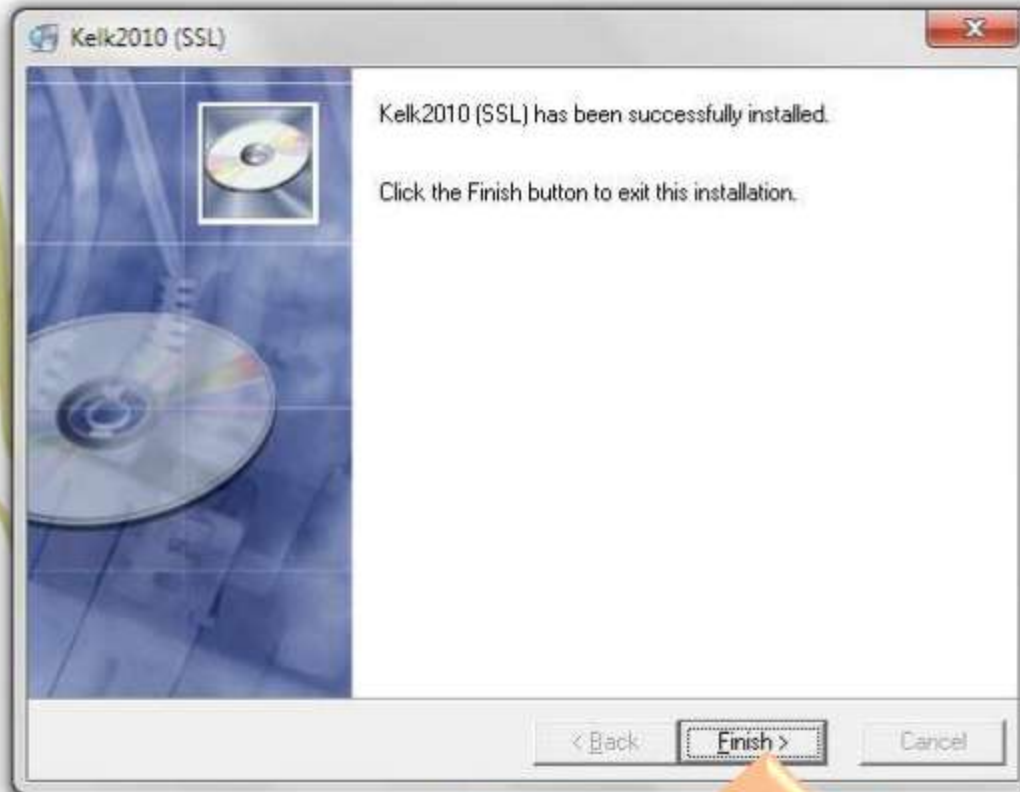 Kelk2010 (SSL)
Kelk2010 (SSL) has been successfully installed.
Click the Finish button to exit this installation.
< Back
Finish >
Cancel